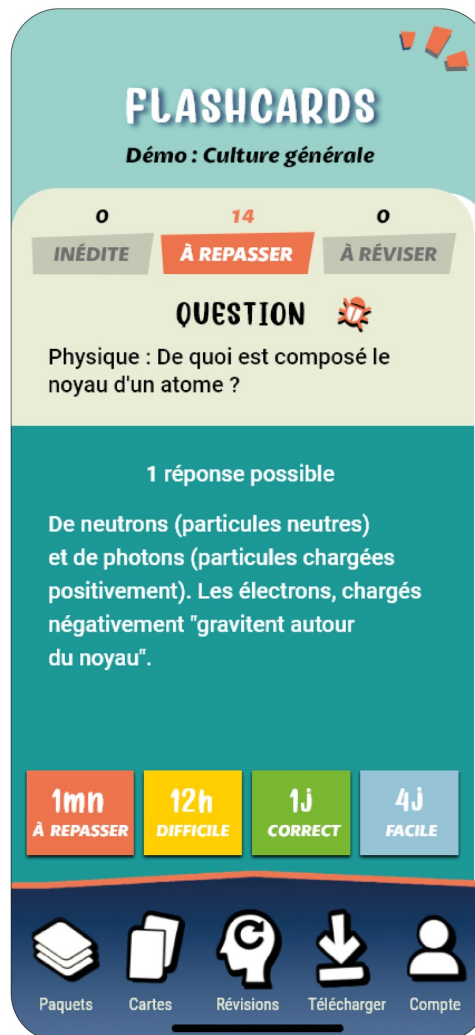 FLASHCARDS
Démo : Culture générale
0 14 0
INÉDITE À REPASSER À RÉVISER
QUESTION
Physique : De quoi est composé le
noyau d'un atome ?
1 réponse possible
De neutrons (particules neutres)
et de photons (particules chargées
positivement). Les électrons, chargés
négativement "gravitent autour
du noyau".
1mn 12h 1j 4j
À REPASSER DIFFICILE CORRECT FACILE
Paquets Cartes Révisions Télécharger Compte